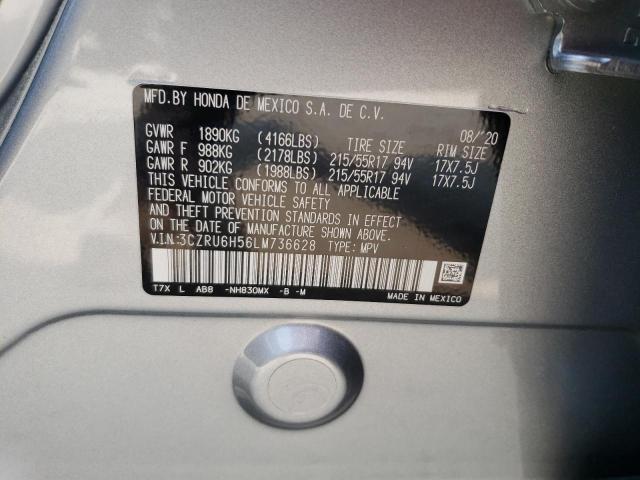 MFD.BY HONDA DE MEXICO S.A. DE C.V.
08/'20
GVWR 1890KG (4166LBS) TIRE SIZE RIM SIZE
GAWR F 988KG (2178LBS) 215/55R17 94V 17X7.5J
GAWR R 902KG (1988LBS) 215/55R17 94V 17X7.5J
THIS VEHICLE CONFORMS TO ALL APPLICABLE
FEDERAL MOTOR VEHICLE SAFETY
AND THEFT PREVENTION STANDARDS IN EFFECT
ON THE DATE OF MANUFACTURE SHOWN ABOVE.
V.I.N.:3CZRU6H56LM736628 TYPE: MPV
T7X L AB8 -NH830MX -B -M
MADE IN MEXICO